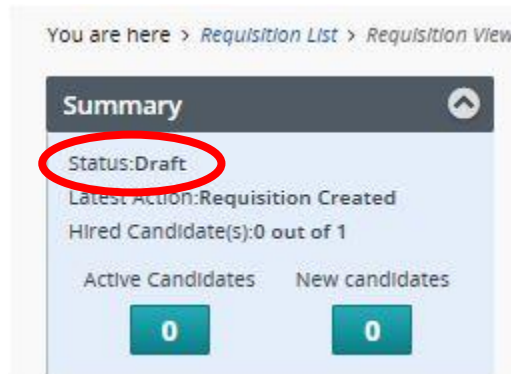 You are here > Requisition List > Requisition View
Summary
Status:Draft
Latest Action:Requisition Created
Hired Candidate(s):0 out of 1
Active Candidates New candidates
0 0